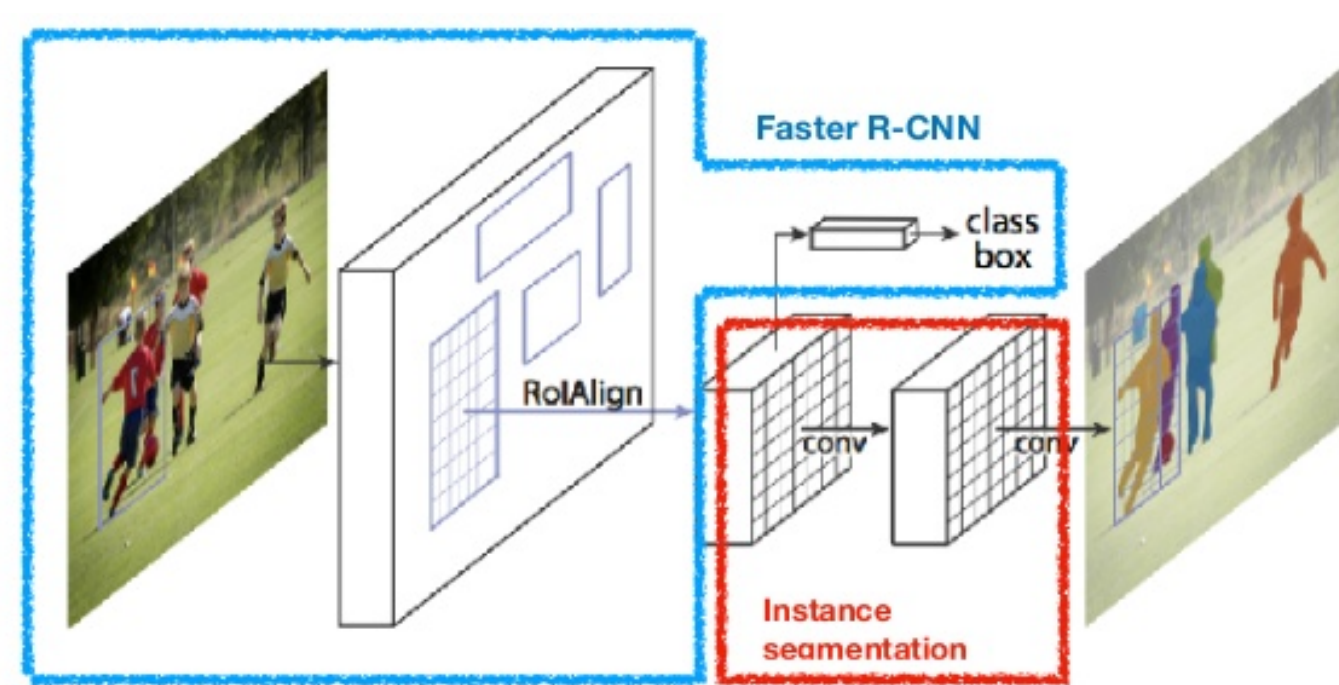 Faster R-CNN
class
box
RoIAlign
conv
conv
Instance
segmentation